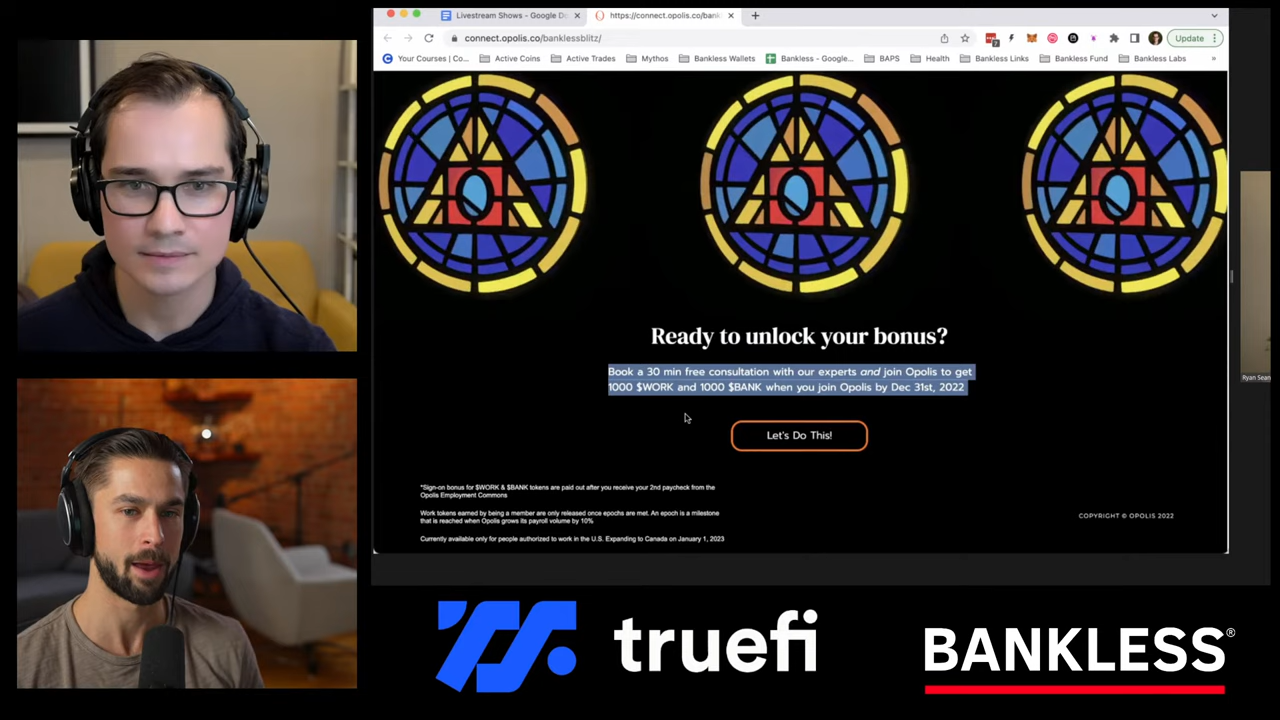 Livestream Shows - Google Do
https://connect.opolis.co/bank
connect.opolis.co/banklessblitz/
7
Update
Your Courses | Co...
Active Coins
Active Trades
Mythos
Bankless Wallets
Bankless - Google...
BAPS
Health
Bankless Links
Bankless Fund
Bankless Labs
»
Ready to unlock your bonus?
Book a 30 min free consultation with our experts and join Opolis to get
1000 $WORK and 1000 $BANK when you join Opolis by Dec 31st, 2022
Let's Do This!
*Sign-on bonus for $WORK & $BANK tokens are paid out after you receive your 2nd paycheck from the
Opolis Employment Commons
Work tokens earned by being a member are only released once epochs are met. An epoch is a milestone
that is reached when Opolis grows its payroll volume by 10%
Currently available only for people authorized to work in the U.S. Expanding to Canada on January 1, 2023
COPYRIGHT © OPOLIS 2022
Ryan Sean
truefi
BANKLESS®